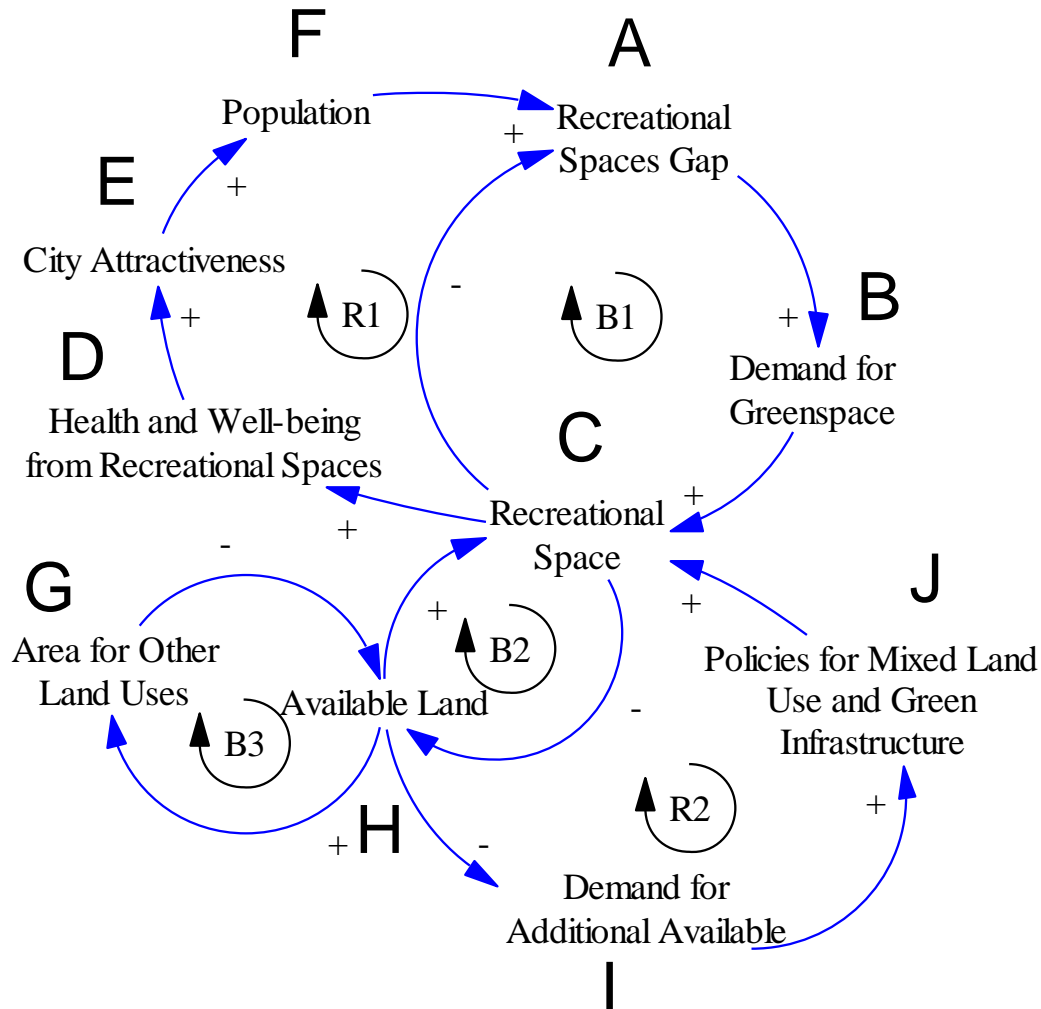 F
A
Population
Recreational
Spaces Gap
+
E
+
City Attractiveness
B
-
R1
B1
+
+
D
Demand for
Greenspace
Health and Well-being
from Recreational Spaces
C
+
Recreational
Space
+
-
G
J
+
+
B2
Area for Other
Land Uses
Policies for Mixed Land
Use and Green
Infrastructure
Available Land
-
B3
R2
+
H
-
+
Demand for
Additional Available
I